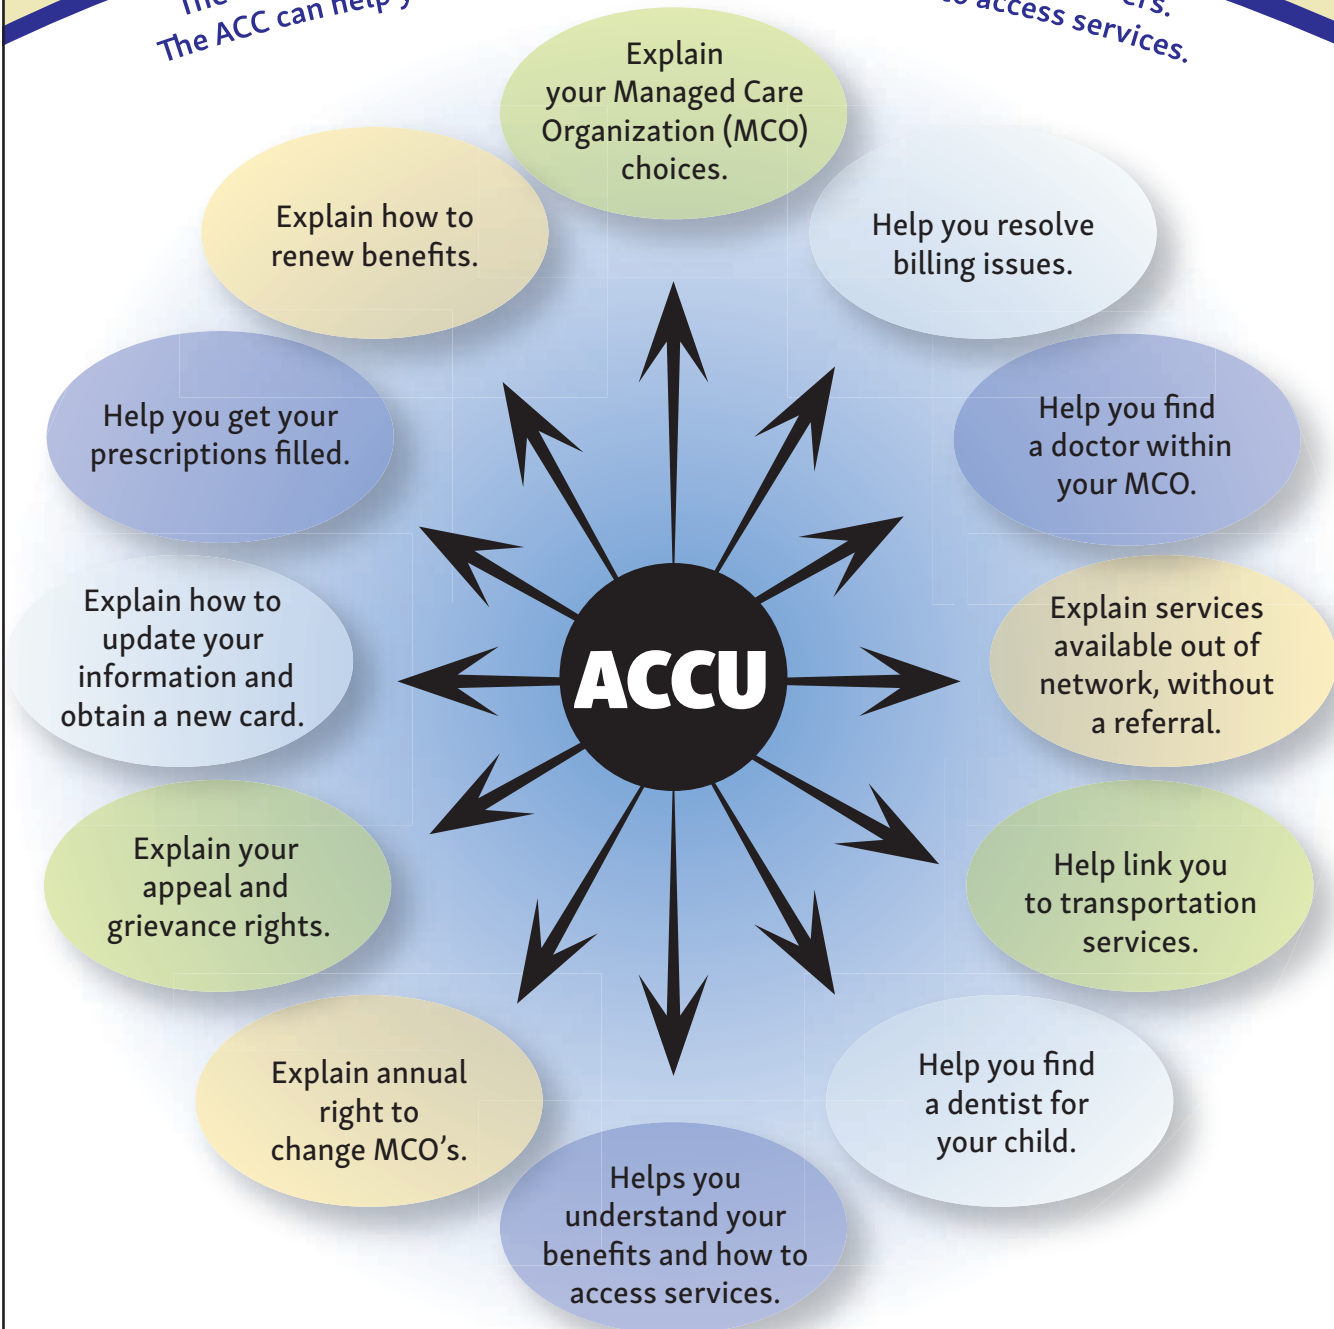 The
ers.
The ACC can help y
to access services.
Explain
your Managed Care
Organization (MCO)
choices.
Help you resolve
billing issues.
Help you find
a doctor within
your MCO.
Explain services
available out of
network, without
a referral.
Help link you
to transportation
services.
Help you find
a dentist for
your child.
Helps you
understand your
benefits and how to
access services.
Explain annual
right to
change MCO’s.
Explain your
appeal and
grievance rights.
Explain how to
update your
information and
obtain a new card.
Help you get your
prescriptions filled.
Explain how to
renew benefits.
ACCU